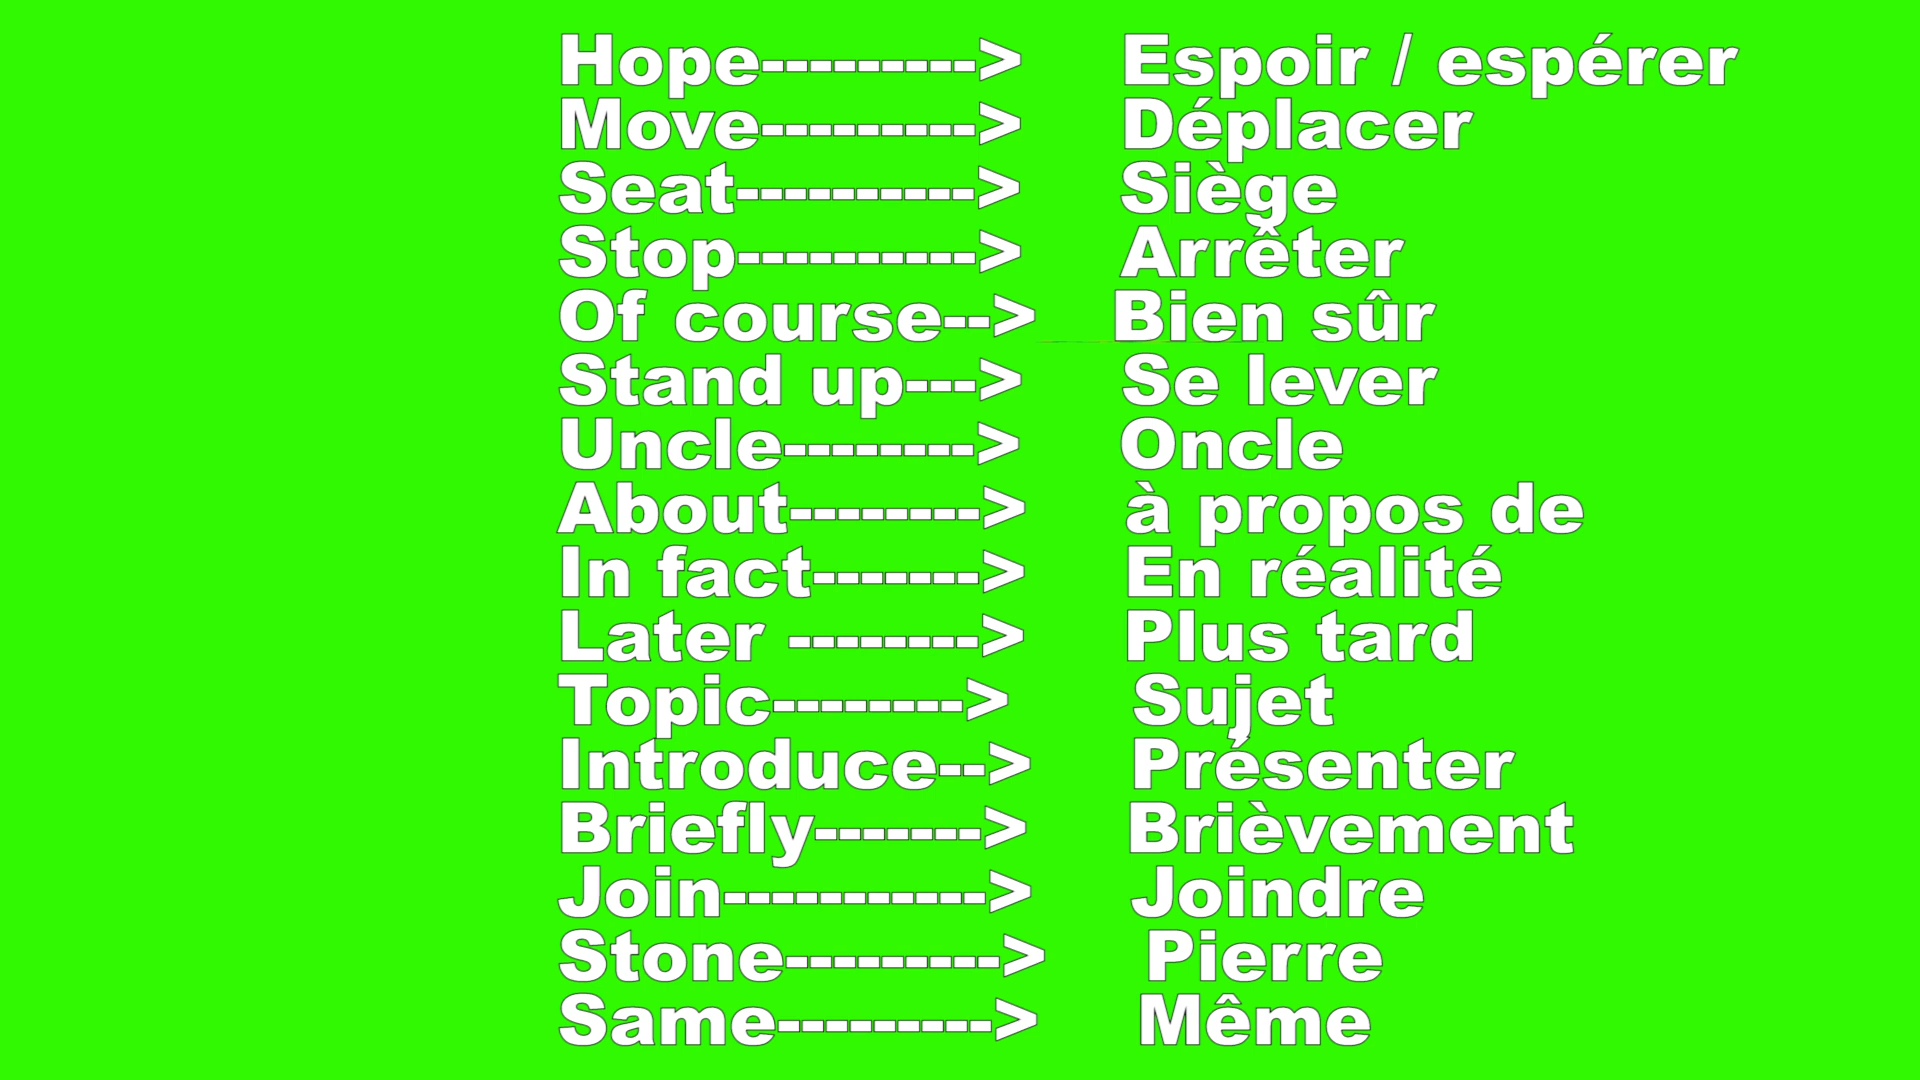 Hope---------> Espoir / espérer
Move---------> Déplacer
Seat----------> Siège
Stop----------> Arrêter
Of course--> Bien sûr
Stand up---> Se lever
Uncle--------> Oncle
About--------> à propos de
In fact-------> En réalité
Later --------> Plus tard
Topic--------> Sujet
Introduce--> Présenter
Briefly-------> Brièvement
Join-----------> Joindre
Stone---------> Pierre
Same---------> Même